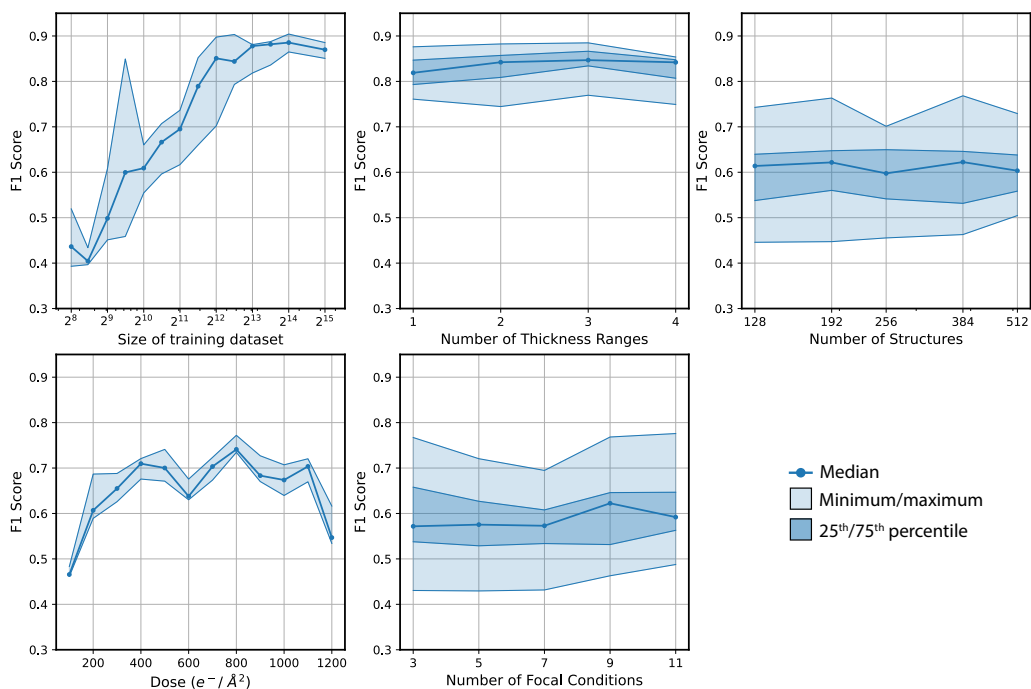 0.9
0.8
0.7
0.6
0.5
0.4
0.3
F1 Score
2⁸ 2⁹ 2¹⁰ 2¹¹ 2¹² 2¹³ 2¹⁴ 2¹⁵
Size of training dataset
0.9
0.8
0.7
0.6
0.5
0.4
0.3
F1 Score
1 2 3 4
Number of Thickness Ranges
0.9
0.8
0.7
0.6
0.5
0.4
0.3
F1 Score
128 192 256 384 512
Number of Structures
0.9
0.8
0.7
0.6
0.5
0.4
0.3
F1 Score
200 400 600 800 1000 1200
Dose (e⁻/Å²)
0.9
0.8
0.7
0.6
0.5
0.4
0.3
F1 Score
3 5 7 9 11
Number of Focal Conditions
Median
Minimum/maximum
25ᵗʰ/75ᵗʰ percentile